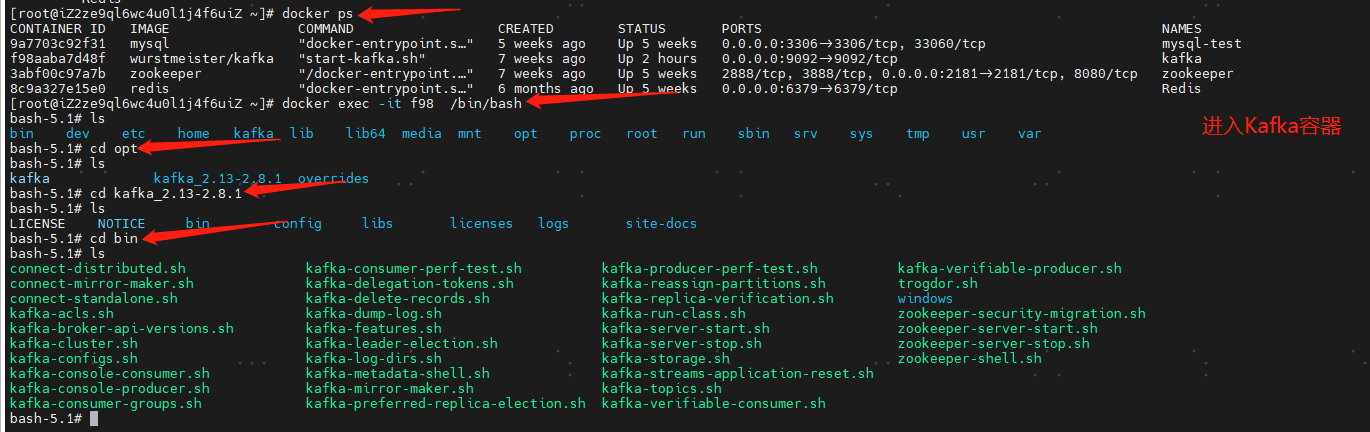 Redis
[root@iZ2ze9ql6wc4u0l1j4f6uiZ ~]# docker ps
CONTAINER ID   IMAGE                COMMAND                  CREATED        STATUS       PORTS                                                  NAMES
9a7703c92f31   mysql                "docker-entrypoint.s…"   5 weeks ago    Up 5 weeks   0.0.0.0:3306->3306/tcp, 33060/tcp                      mysql-test
f98aaba7d48f   wurstmeister/kafka   "start-kafka.sh"         7 weeks ago    Up 2 hours   0.0.0.0:9092->9092/tcp                                 kafka
3abf00c97a7b   zookeeper            "/docker-entrypoint.…"   7 weeks ago    Up 5 weeks   2888/tcp, 3888/tcp, 0.0.0.0:2181->2181/tcp, 8080/tcp   zookeeper
8c9a327e15e0   redis                "docker-entrypoint.s…"   6 months ago   Up 5 weeks   0.0.0.0:6379->6379/tcp                                 Redis
[root@iZ2ze9ql6wc4u0l1j4f6uiZ ~]# docker exec -it f98  /bin/bash
bash-5.1# ls
bin    dev    etc    home   kafka  lib    lib64  media  mnt    opt    proc   root   run    sbin   srv    sys    tmp    usr    var
进入Kafka容器
bash-5.1# cd opt
bash-5.1# ls
kafka             kafka_2.13-2.8.1  overrides
bash-5.1# cd kafka_2.13-2.8.1
bash-5.1# ls
LICENSE    NOTICE     bin        config     libs       licenses   logs       site-docs
bash-5.1# cd bin
bash-5.1# ls
connect-distributed.sh               kafka-consumer-perf-test.sh          kafka-producer-perf-test.sh          kafka-verifiable-producer.sh
connect-mirror-maker.sh              kafka-delegation-tokens.sh           kafka-reassign-partitions.sh         trogdor.sh
connect-standalone.sh                kafka-delete-records.sh              kafka-replica-verification.sh        windows
kafka-acls.sh                        kafka-dump-log.sh                    kafka-run-class.sh                   zookeeper-security-migration.sh
kafka-broker-api-versions.sh         kafka-features.sh                    kafka-server-start.sh                zookeeper-server-start.sh
kafka-cluster.sh                     kafka-leader-election.sh             kafka-server-stop.sh                 zookeeper-server-stop.sh
kafka-configs.sh                     kafka-log-dirs.sh                    kafka-storage.sh                     zookeeper-shell.sh
kafka-console-consumer.sh            kafka-metadata-shell.sh              kafka-streams-application-reset.sh
kafka-console-producer.sh            kafka-mirror-maker.sh                kafka-topics.sh
kafka-consumer-groups.sh             kafka-preferred-replica-election.sh  kafka-verifiable-consumer.sh
bash-5.1#